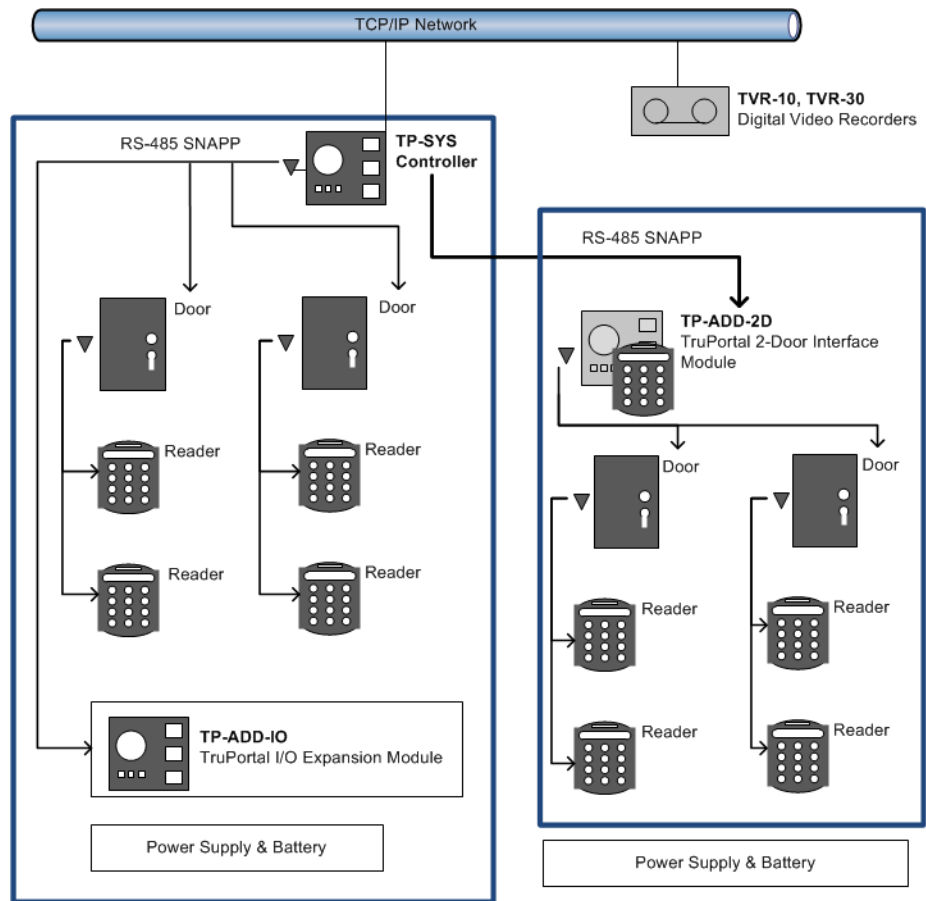 TCP/IP Network
TVR-10, TVR-30
Digital Video Recorders
RS-485 SNAPP
TP-SYS
Controller
Door
Door
Reader
Reader
Reader
Reader
TP-ADD-IO
TruPortal I/O Expansion Module
Power Supply & Battery
RS-485 SNAPP
TP-ADD-2D
TruPortal 2-Door Interface
Module
Door
Door
Reader
Reader
Reader
Reader
Power Supply & Battery